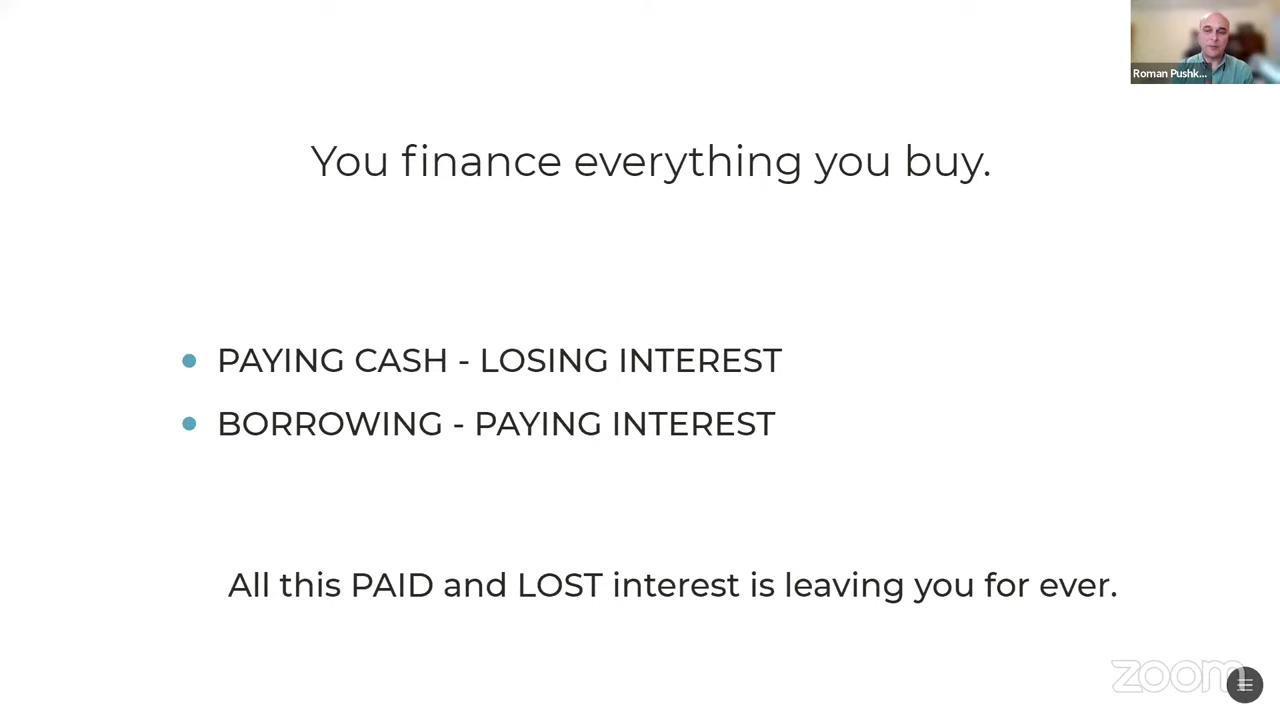 Roman Pushk...
You finance everything you buy.
PAYING CASH - LOSING INTEREST
BORROWING - PAYING INTEREST
All this PAID and LOST interest is leaving you for ever.
zoom